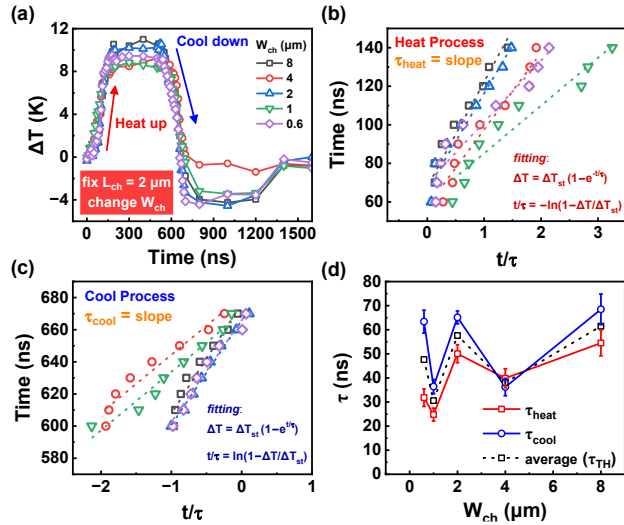 (a)
ΔT (K)
12
8
4
0
−4
Cool down
W_ch (μm)
8
4
2
1
0.6
Heat up
fix L_ch = 2 μm
change W_ch
0 300 600 900 1200 1500
Time (ns)
(b)
Heat Process
τ_heat = slope
Time (ns)
140
120
100
80
60
fitting:
ΔT = ΔT_st (1−e^-t/τ)
t/τ = −ln(1−ΔT/ΔT_st)
0 1 2 3
t/τ
(c)
Cool Process
τ_cool = slope
Time (ns)
680
660
640
620
600
580
fitting:
ΔT = ΔT_st (1−e^t/τ)
t/τ = ln(1−ΔT/ΔT_st)
−2 −1 0 1
t/τ
(d)
τ (ns)
80
70
60
50
40
30
20
10
0
τ_heat
τ_cool
average (τ_TH)
0 2 4 6 8
W_ch (μm)